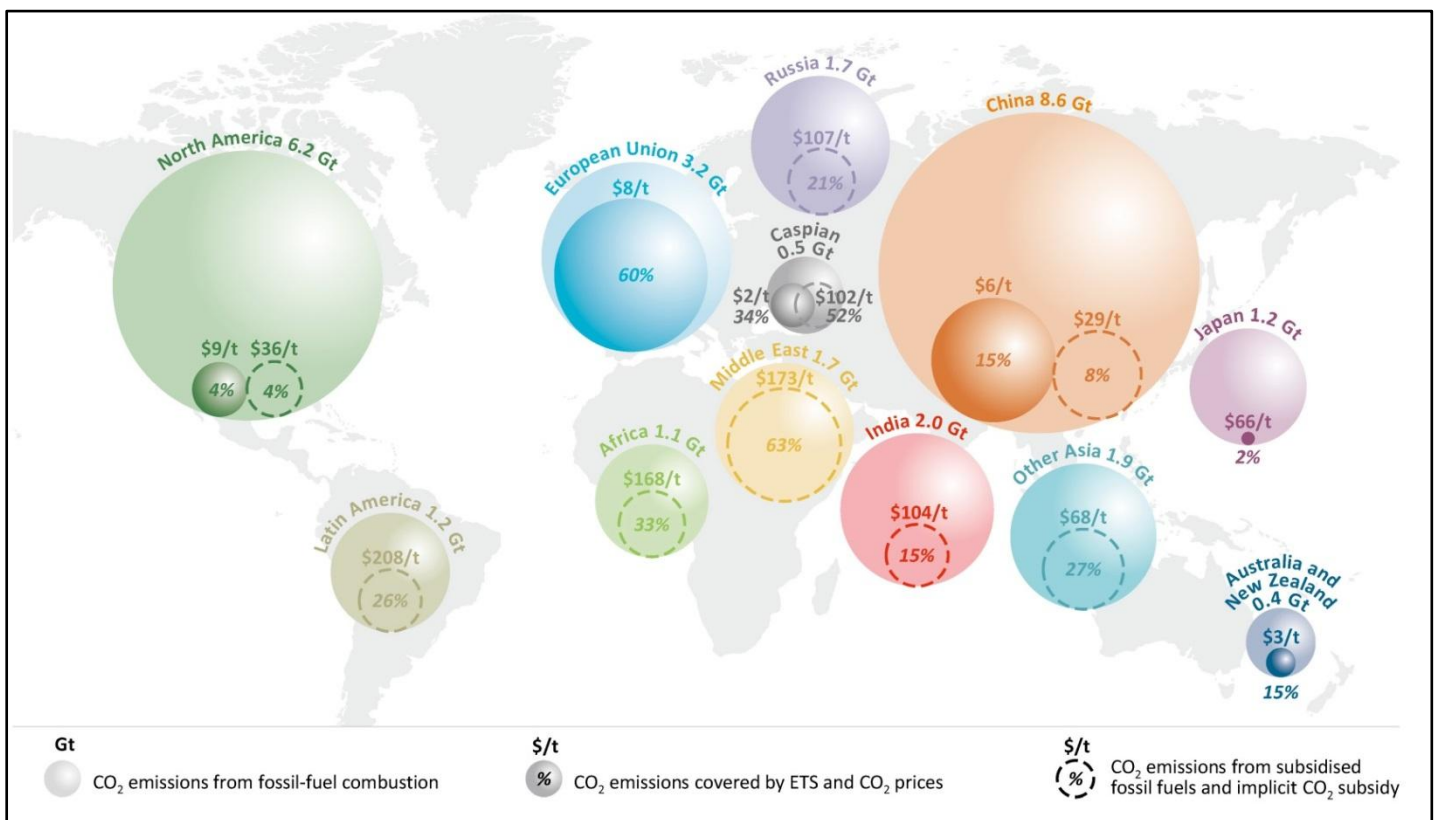 North America 6.2 Gt
$9/t
4%
$36/t
4%
Latin America 1.2 Gt
$208/t
26%
European Union 3.2 Gt
$8/t
60%
Russia 1.7 Gt
$107/t
21%
Caspian
0.5 Gt
$2/t
34%
$102/t
52%
Middle East 1.7 Gt
$173/t
63%
Africa 1.1 Gt
$168/t
33%
China 8.6 Gt
$6/t
15%
$29/t
8%
India 2.0 Gt
$104/t
15%
Other Asia 1.9 Gt
$68/t
27%
Japan 1.2 Gt
$66/t
2%
Australia and
New Zealand
0.4 Gt
$3/t
15%
Gt
CO₂ emissions from fossil-fuel combustion
$/t
%
CO₂ emissions covered by ETS and CO₂ prices
$/t
%
CO₂ emissions from subsidised
fossil fuels and implicit CO₂ subsidy